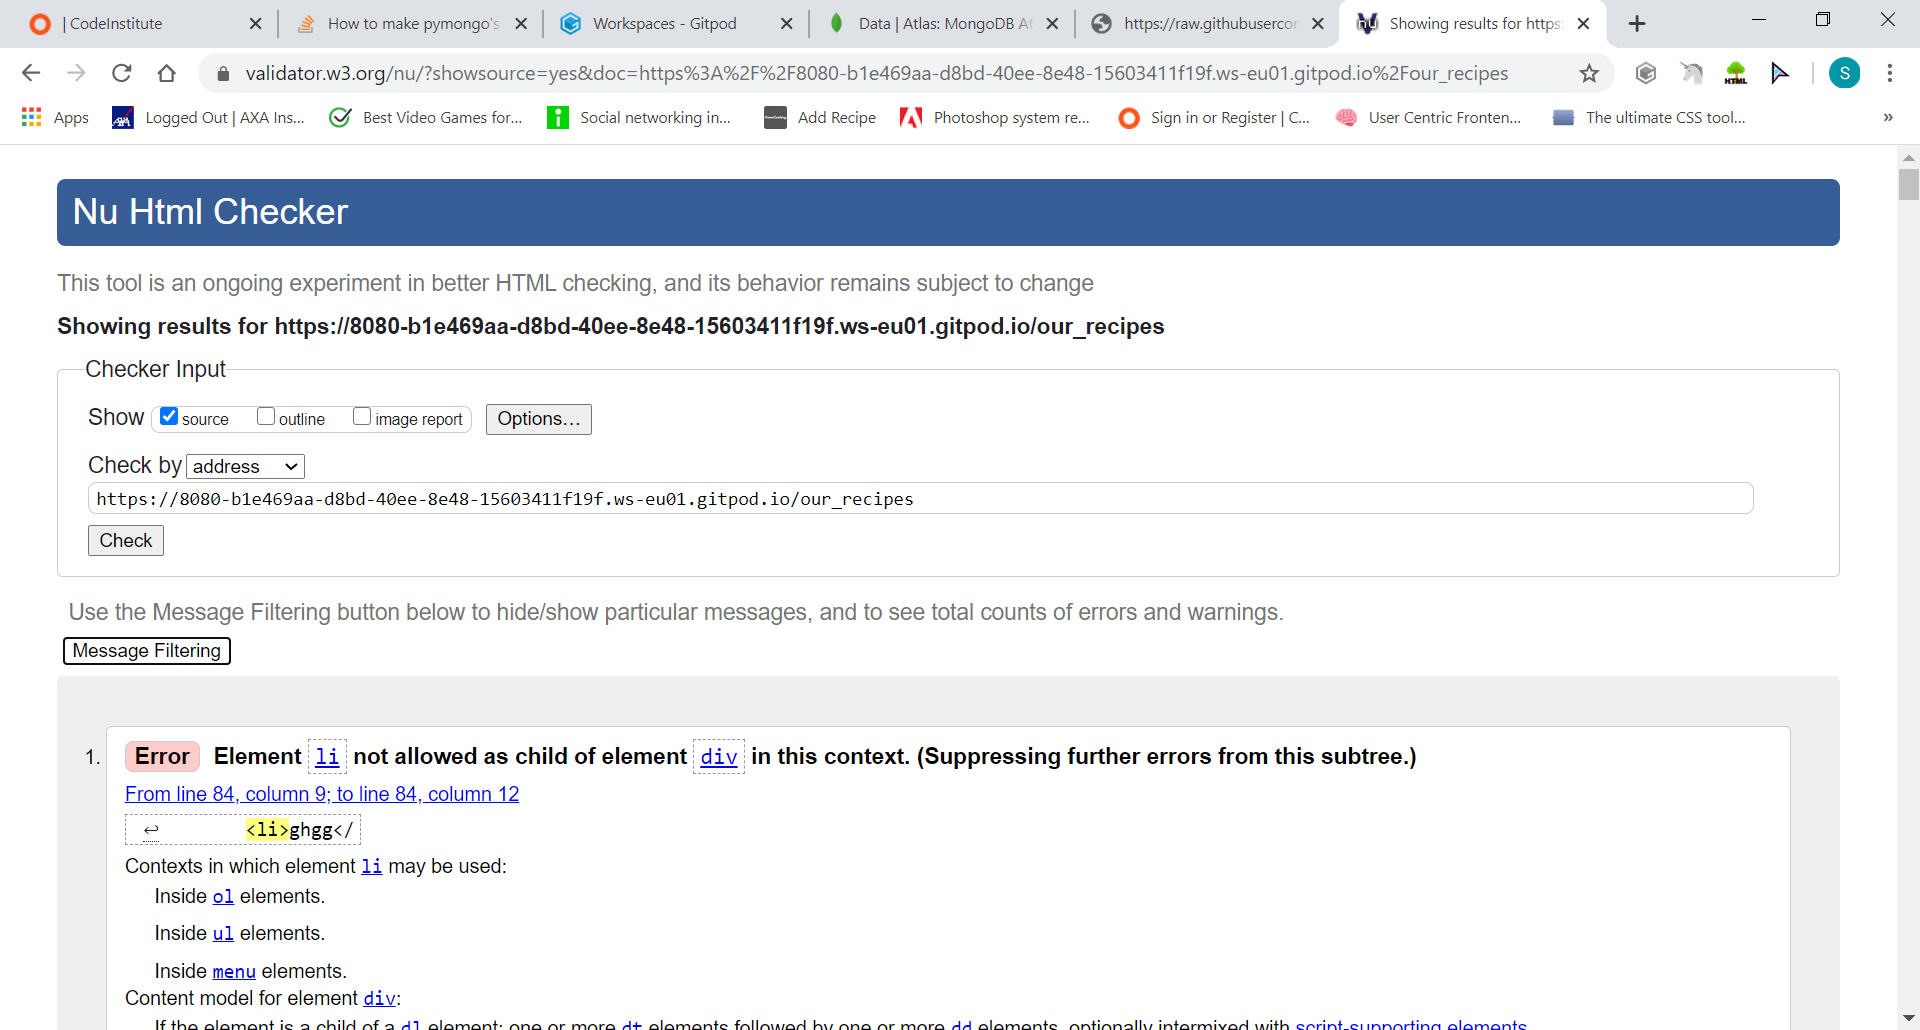 | CodeInstitute
How to make pymongo's
Workspaces - Gitpod
Data | Atlas: MongoDB At
https://raw.githubusercon
Showing results for https:
validator.w3.org/nu/?showsource=yes&doc=https%3A%2F%2F8080-b1e469aa-d8bd-40ee-8e48-15603411f19f.ws-eu01.gitpod.io%2Four_recipes
HTML
S
Apps
AXA
Logged Out | AXA Ins...
Best Video Games for...
Social networking in...
Add Recipe
Photoshop system re...
Sign in or Register | C...
User Centric Fronten...
The ultimate CSS tool...
»
Nu Html Checker
This tool is an ongoing experiment in better HTML checking, and its behavior remains subject to change
Showing results for https://8080-b1e469aa-d8bd-40ee-8e48-15603411f19f.ws-eu01.gitpod.io/our_recipes
Checker Input
Show source outline image report Options...
Check by address
https://8080-b1e469aa-d8bd-40ee-8e48-15603411f19f.ws-eu01.gitpod.io/our_recipes
Check
Use the Message Filtering button below to hide/show particular messages, and to see total counts of errors and warnings.
Message Filtering
1. Error Element li not allowed as child of element div in this context. (Suppressing further errors from this subtree.)
From line 84, column 9; to line 84, column 12
↩ <li>ghgg</
Contexts in which element li may be used:
Inside ol elements.
Inside ul elements.
Inside menu elements.
Content model for element div:
If the element is a child of a dl element: one or more dt elements followed by one or more dd elements, optionally intermixed with script-supporting elements